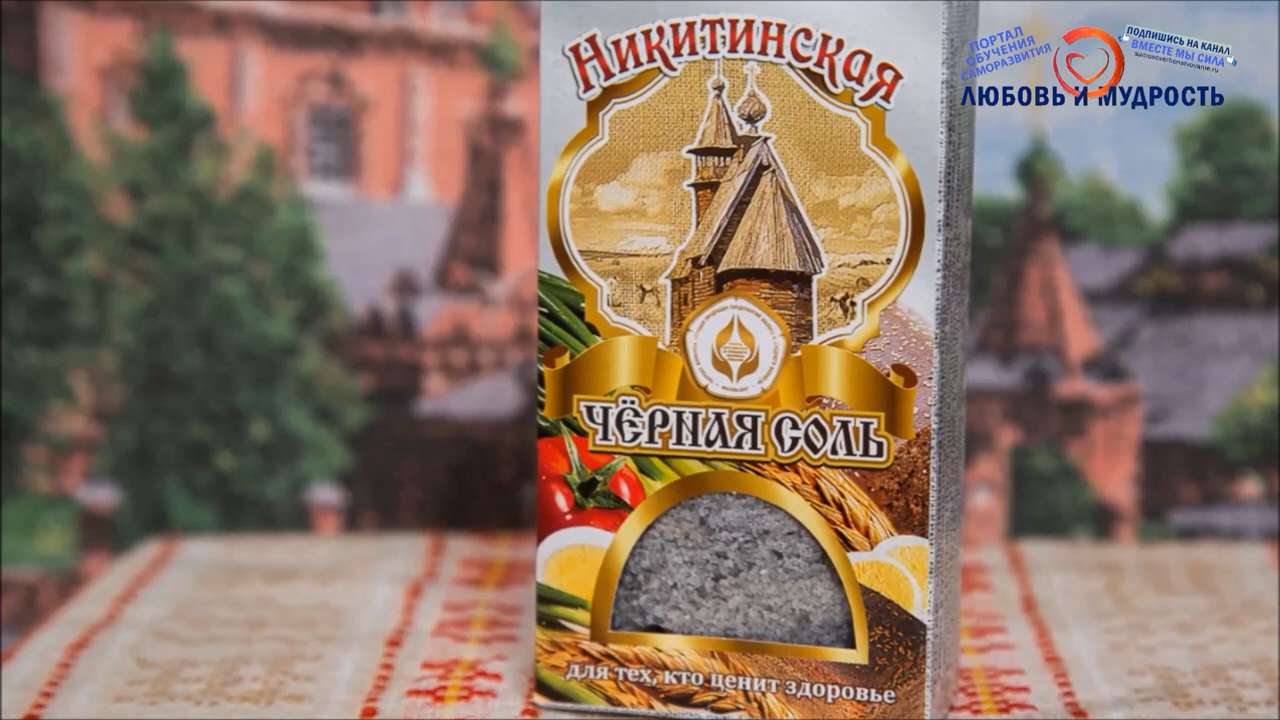 Никитинская
ЧЁРНАЯ СОЛЬ
для тех, кто ценит здоровье
ПОРТАЛ
ОБУЧЕНИЯ
САМОРАЗВИТИЯ
ПОДПИШИСЬ НА КАНАЛ
ВМЕСТЕ МЫ СИЛА
ЛЮБОВЬ И МУДРОСТЬ